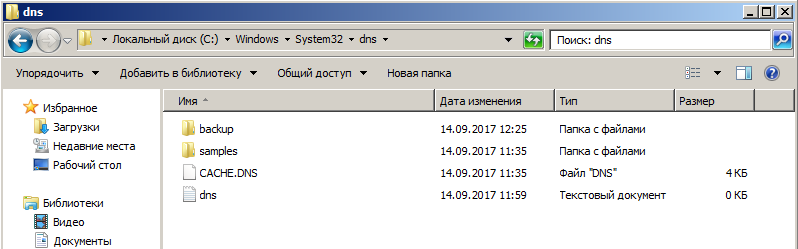 dns
Локальный диск (C:) Windows System32 dns
Поиск: dns
Упорядочить Добавить в библиотеку Общий доступ Новая папка
Избранное
Загрузки
Недавние места
Рабочий стол
Библиотеки
Видео
Документы
Имя Дата изменения Тип Размер
backup 14.09.2017 12:25 Папка с файлами
samples 14.09.2017 11:35 Папка с файлами
CACHE.DNS 14.09.2017 11:35 Файл "DNS" 4 КБ
dns 14.09.2017 11:59 Текстовый документ 0 КБ